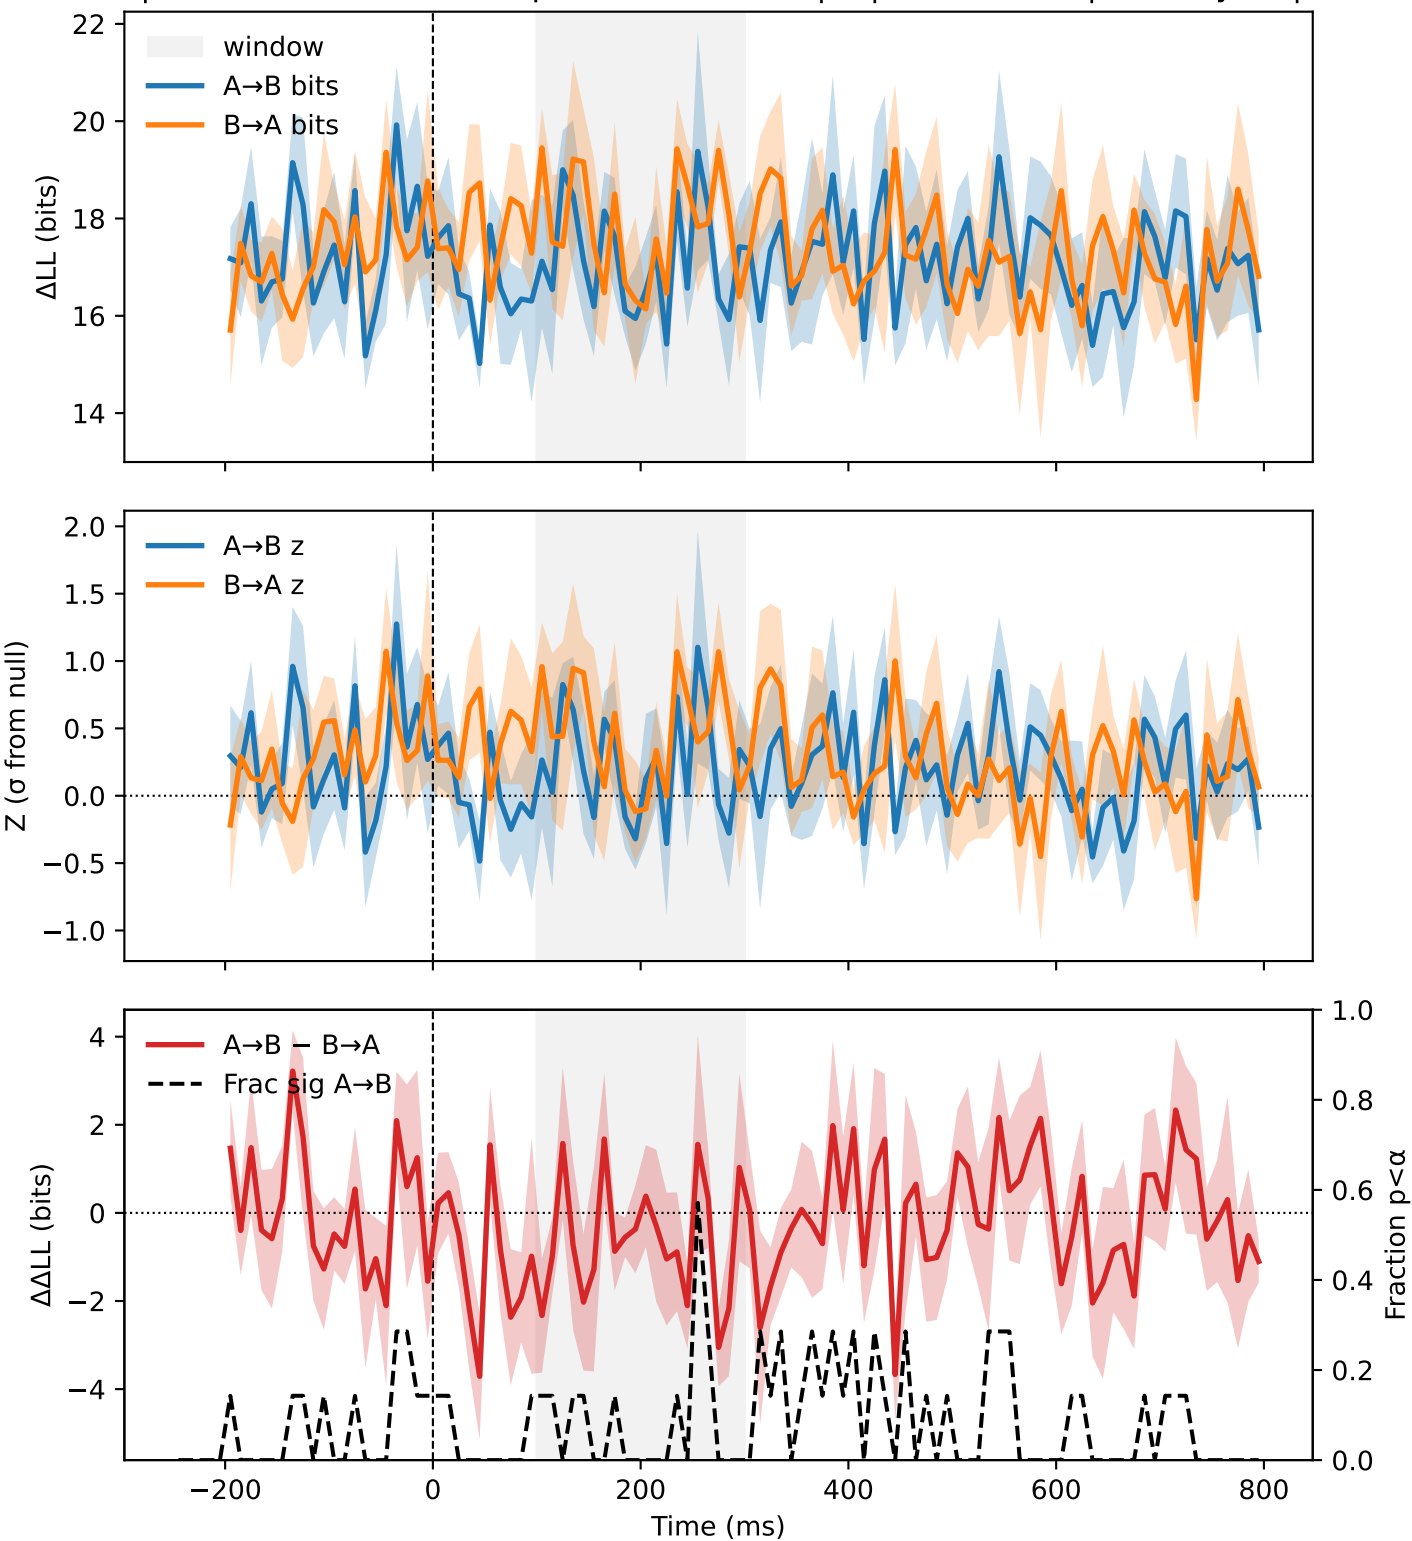 22
20
18
16
14
ΔLL (bits)
window
A→B bits
B→A bits
2.0
1.5
1.0
0.5
0.0
−0.5
−1.0
Z (σ from null)
A→B z
B→A z
4
2
0
−2
−4
ΔΔLL (bits)
A→B − B→A
Frac sig A→B
1.0
0.8
0.6
0.4
0.2
0.0
Fraction p<α
−200 0 200 400 600 800
Time (ms)